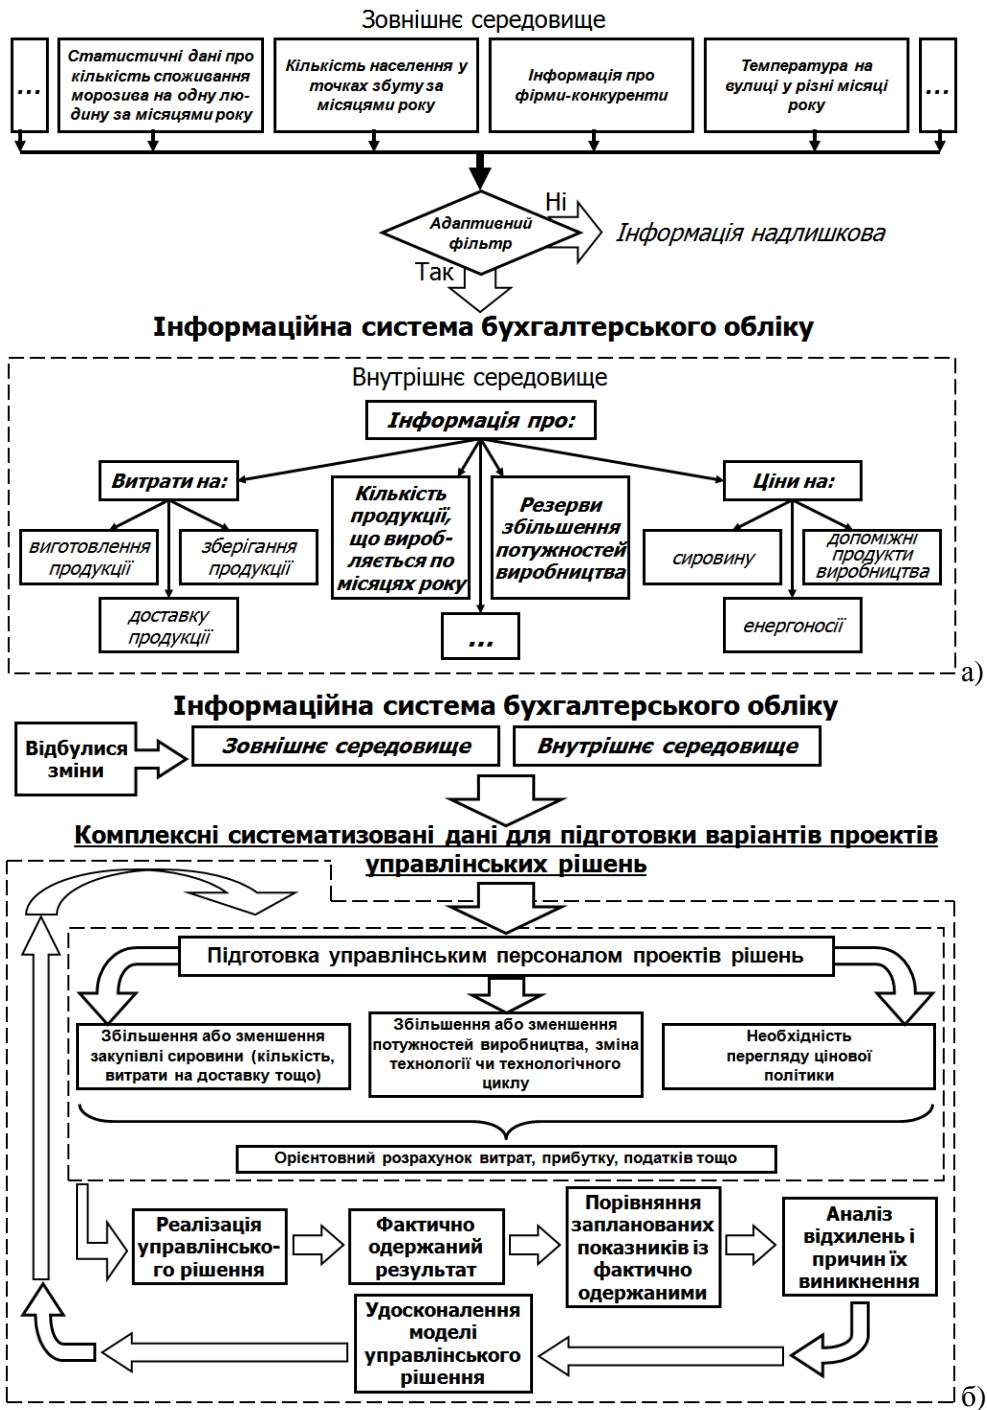 Зовнішнє середовище
...
Статистичні дані про
кількість споживання
морозива на одну лю-
дину за місяцями року
Кількість населення у
точках збуту за
місяцями року
Інформація про
фірми-конкуренти
Температура на
вулиці у різні місяці
року
...
Адаптивний
фільтр
Ні
Інформація надлишкова
Так
Інформаційна система бухгалтерського обліку
Внутрішнє середовище
Інформація про:
Витрати на:
Кількість
продукції,
що вироб-
ляється по
місяцях року
Резерви
збільшення
потужностей
виробництва
Ціни на:
виготовлення
продукції
зберігання
продукції
сировину
допоміжні
продукти
виробництва
доставку
продукції
...
енергоносії
а)
Інформаційна система бухгалтерського обліку
Відбулися
зміни
Зовнішнє середовище
Внутрішнє середовище
Комплексні систематизовані дані для підготовки варіантів проектів
управлінських рішень
Підготовка управлінським персоналом проектів рішень
Збільшення або зменшення
закупівлі сировини (кількість,
витрати на доставку тощо)
Збільшення або зменшення
потужностей виробництва, зміна
технології чи технологічного
циклу
Необхідність
перегляду цінової
політики
Орієнтовний розрахунок витрат, прибутку, податків тощо
Реалізація
управлінсько-
го рішення
Фактично
одержаний
результат
Порівняння
запланованих
показників із
фактично
одержаними
Аналіз
відхилень і
причин їх
виникнення
Удосконалення
моделі
управлінського
рішення
б)